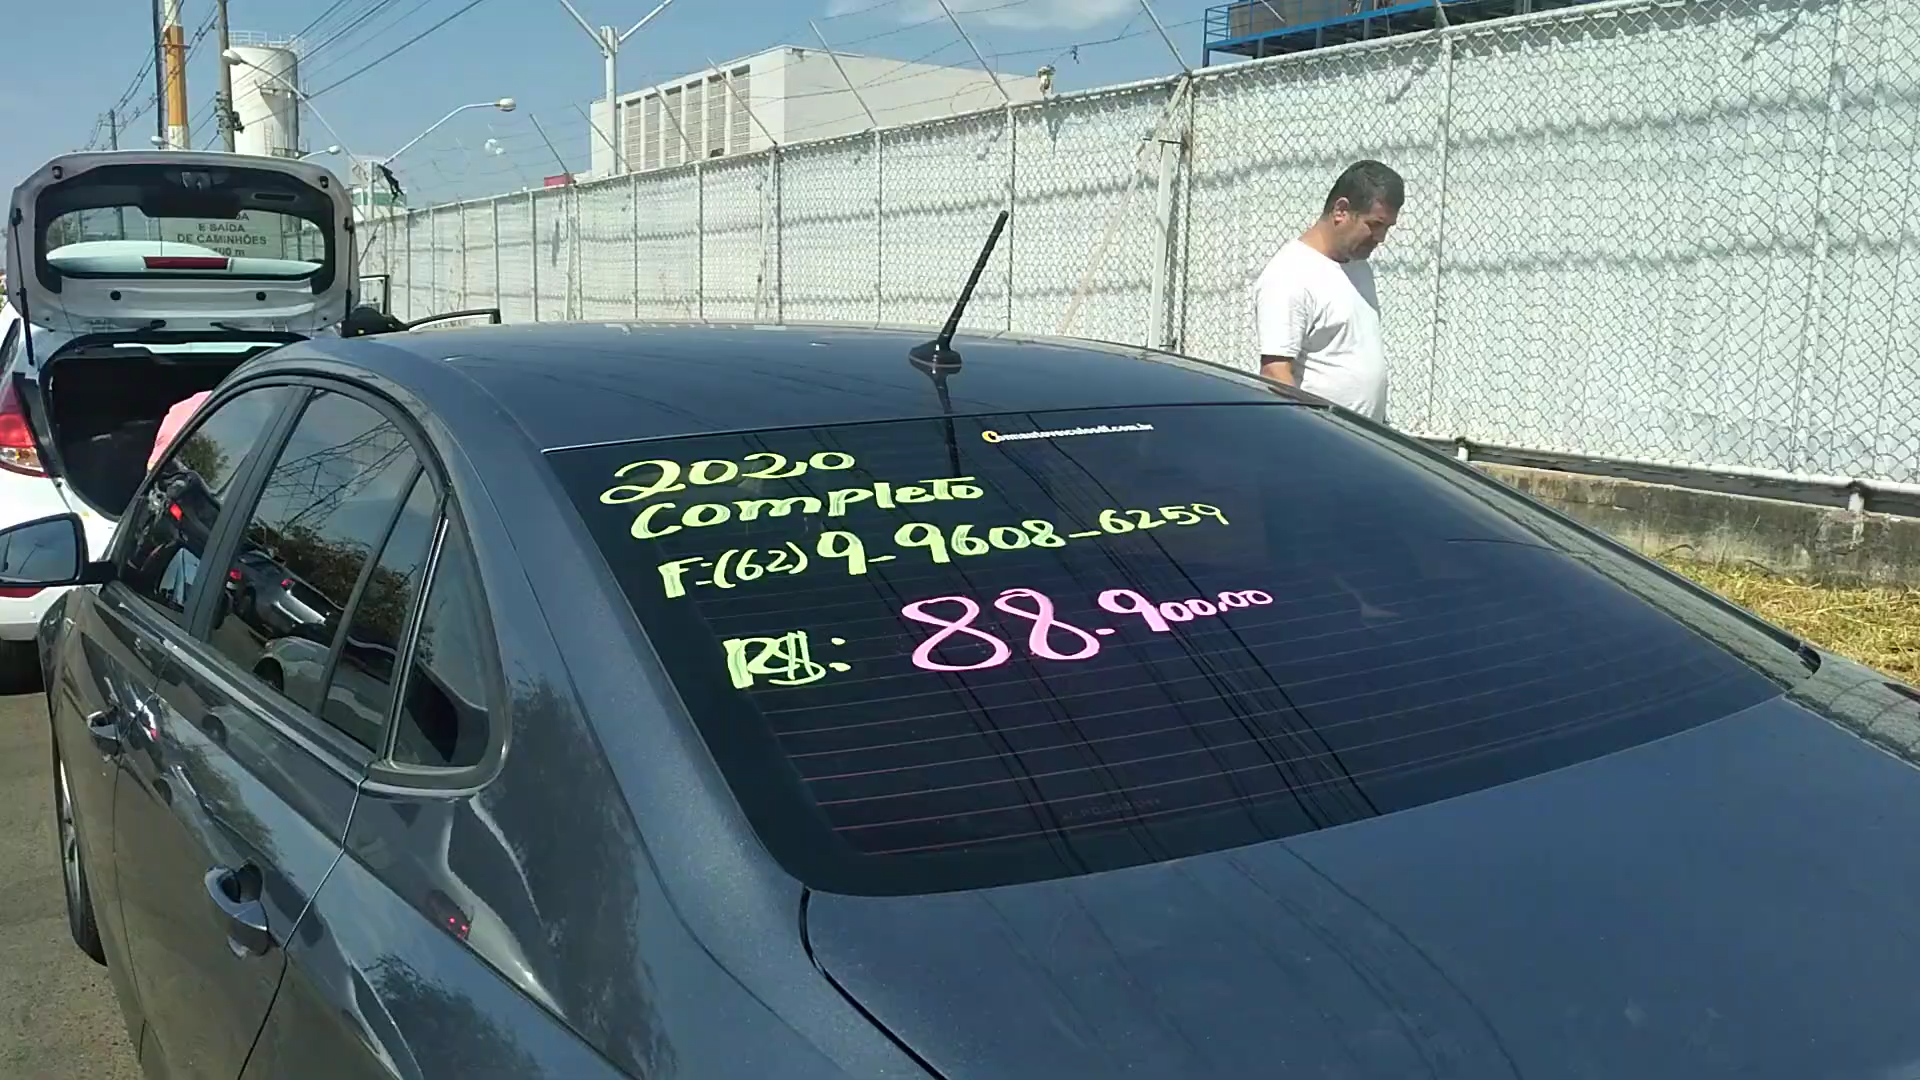 E SAÍDA
DE CAMINHÕES
2020
COMPLETO
F:(62) 9-9608-6259
R$: 88.900,00